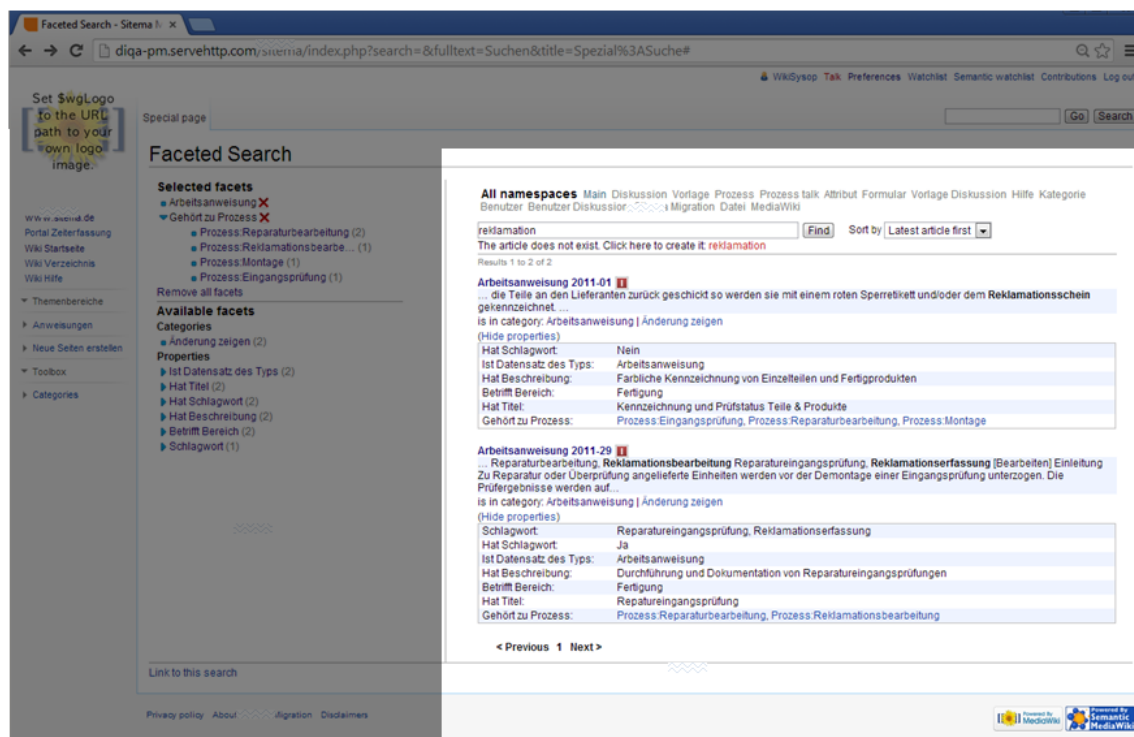 Faceted Search - Sitema
diqa-pm.servehttp.com/sitema/index.php?search=&fulltext=Suchen&title=Spezial%3ASuche#
WikiSysop Talk Preferences Watchlist Semantic watchlist Contributions Log out
Set $wgLogo
to the URL
path to your
own logo
image.
Special page
Go Search
Faceted Search
Selected facets
Arbeitsanweisung
Gehört zu Prozess
Prozess:Reparaturbearbeitung (2)
Prozess:Reklamationsbearbe... (1)
Prozess:Montage (1)
Prozess:Eingangsprüfung (1)
Remove all facets
Available facets
Categories
Änderung zeigen (2)
Properties
Ist Datensatz des Typs (2)
Hat Titel (2)
Hat Schlagwort (2)
Hat Beschreibung (2)
Betrifft Bereich (2)
Schlagwort (1)
Portal Zeiterfassung
Wiki Startseite
Wiki Verzeichnis
Wiki Hilfe
Themenbereiche
Anweisungen
Neue Seiten erstellen
Toolbox
Categories
All namespaces Main Diskussion Vorlage Prozess Prozess talk Attribut Formular Vorlage Diskussion Hilfe Kategorie
Benutzer Benutzer Diskussion Migration Datei MediaWiki
reklamation Find Sort by Latest article first
The article does not exist. Click here to create it: reklamation
Results 1 to 2 of 2
Arbeitsanweisung 2011-01
... die Teile an den Lieferanten zurück geschickt so werden sie mit einem roten Sperretikett und/oder dem Reklamationsschein
gekennzeichnet. ...
is in category: Arbeitsanweisung | Änderung zeigen
(Hide properties)
Hat Schlagwort: Nein
Ist Datensatz des Typs: Arbeitsanweisung
Hat Beschreibung: Farbliche Kennzeichnung von Einzelteilen und Fertigprodukten
Betrifft Bereich: Fertigung
Hat Titel: Kennzeichnung und Prüfstatus Teile & Produkte
Gehört zu Prozess: Prozess:Eingangsprüfung, Prozess:Reparaturbearbeitung, Prozess:Montage
Arbeitsanweisung 2011-29
... Reparaturbearbeitung, Reklamationsbearbeitung Reparatureingangsprüfung, Reklamationserfassung [Bearbeiten] Einleitung
Zu Reparatur oder Überprüfung angelieferte Einheiten werden vor der Demontage einer Eingangsprüfung unterzogen. Die
Prüfergebnisse werden auf...
is in category: Arbeitsanweisung | Änderung zeigen
(Hide properties)
Schlagwort: Reparatureingangsprüfung, Reklamationserfassung
Hat Schlagwort: Ja
Ist Datensatz des Typs: Arbeitsanweisung
Hat Beschreibung: Durchführung und Dokumentation von Reparatureingangsprüfungen
Betrifft Bereich: Fertigung
Hat Titel: Repatureingangsprüfung
Gehört zu Prozess: Prozess:Reparaturbearbeitung, Prozess:Reklamationsbearbeitung
< Previous 1 Next >
Link to this search
Privacy policy About Migration Disclaimers
Powered By
MediaWiki
Powered By
Semantic
MediaWiki